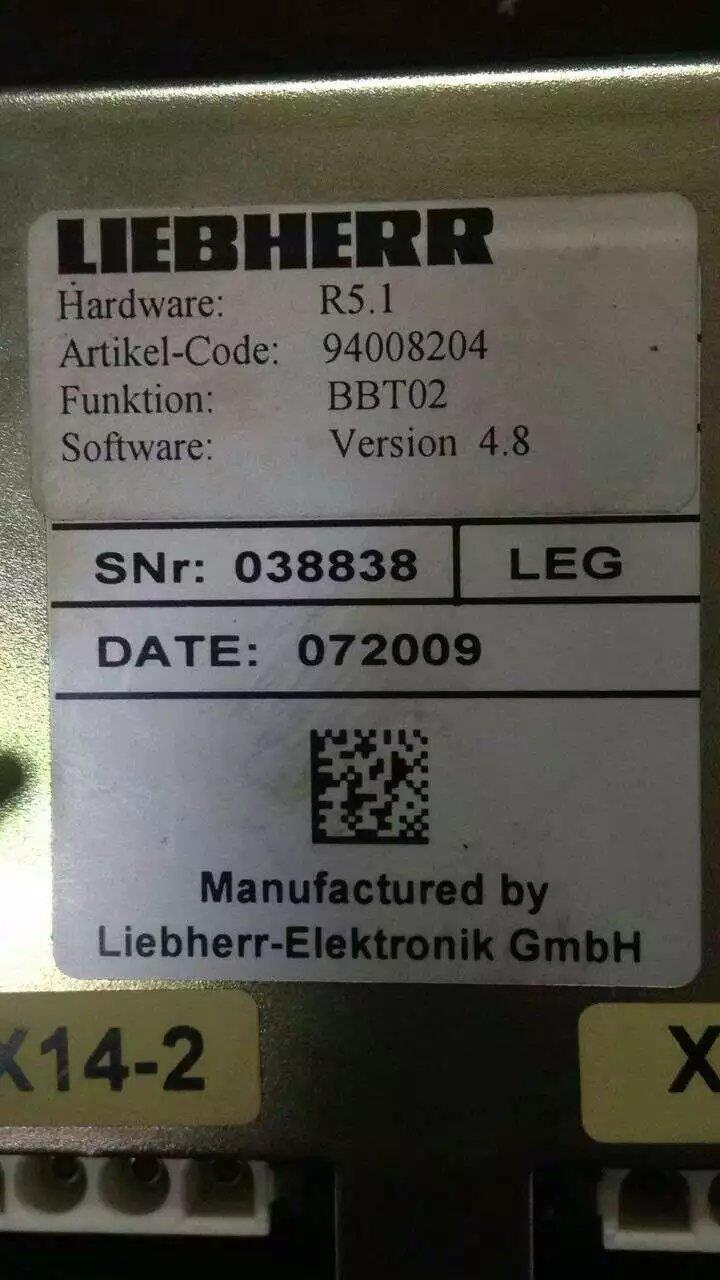 LIEBHERR
Hardware: R5.1
Artikel-Code: 94008204
Funktion: BBT02
Software: Version 4.8
SNr: 038838 LEG
DATE: 072009
Manufactured by
Liebherr-Elektronik GmbH
X14-2 X